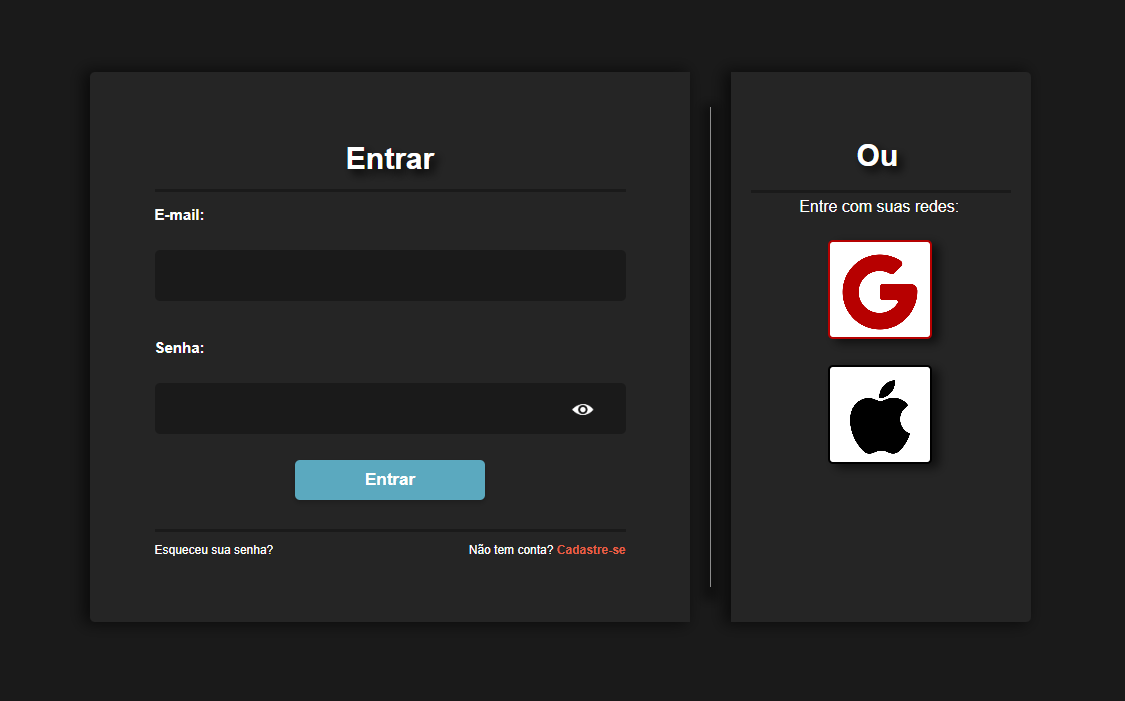 Entrar
E-mail:
Senha:
Entrar
Esqueceu sua senha?
Não tem conta? Cadastre-se
Ou
Entre com suas redes:
G